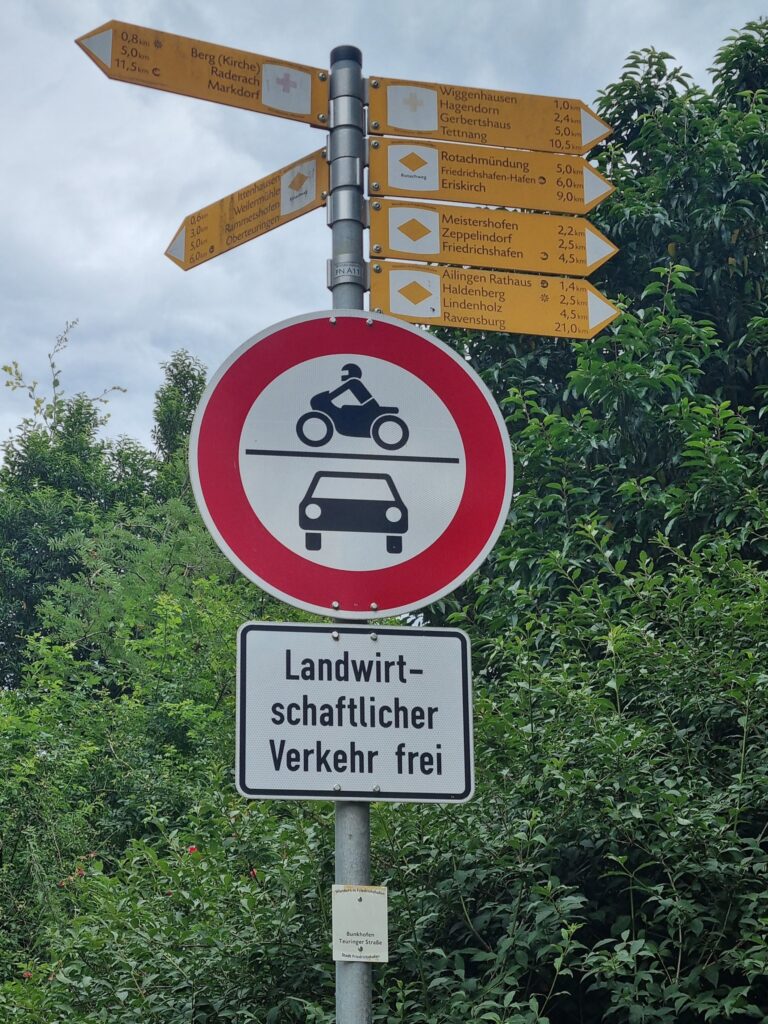 0,8 km Berg (Kirche)
5,0 km Raderach
11,5 km Markdorf
Wiggenhausen 1,0 km
Hagendorn 2,4 km
Gerbertshaus 5,0 km
Tettnang 10,5 km
Rotachweg
Rotachmündung 5,0 km
Friedrichshafen-Hafen 6,0 km
Eriskirch 9,0 km
0,6 km Ittenhausen
3,0 km Weilermühle
5,0 km Rammetshofen
6,0 km Oberteuringen
Meistershofen 2,2 km
Zeppelindorf 2,5 km
Friedrichshafen 4,5 km
Ailingen Rathaus 1,4 km
Haldenberg 2,5 km
Lindenholz 4,5 km
Ravensburg 21,0 km
Landwirt-
schaftlicher
Verkehr frei
Bunkhofen
Teuringer Straße
Stadt Friedrichshafen